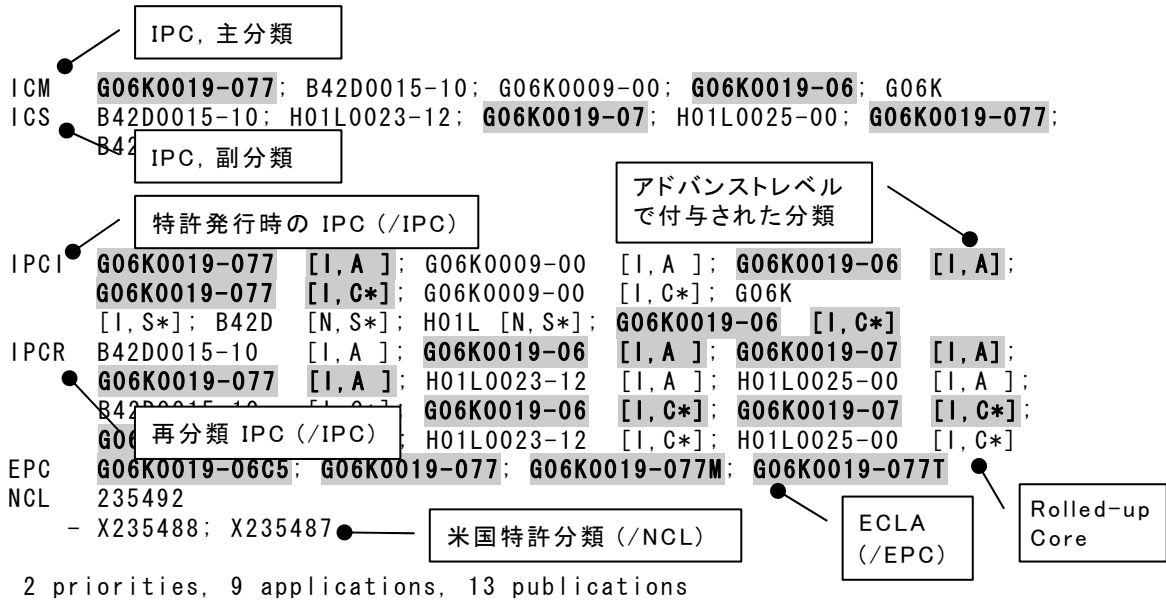 IPC, 主分類
ICM G06K0019-077; B42D0015-10; G06K0009-00; G06K0019-06; G06K
ICS B42D0015-10; H01L0023-12; G06K0019-07; H01L0025-00; G06K0019-077;
B42
IPC, 副分類
アドバンストレベル
で付与された分類
特許発行時の IPC (/IPC)
IPCI G06K0019-077 [I,A ]; G06K0009-00 [I,A ]; G06K0019-06 [I,A];
G06K0019-077 [I,C*]; G06K0009-00 [I,C*]; G06K
[I,S*]; B42D [N,S*]; H01L [N,S*]; G06K0019-06 [I,C*]
IPCR B42D0015-10 [I,A ]; G06K0019-06 [I,A ]; G06K0019-07 [I,A];
G06K0019-077 [I,A ]; H01L0023-12 [I,A ]; H01L0025-00 [I,A ];
B42D0015-10 [I,C*]; G06K0019-06 [I,C*]; G06K0019-07 [I,C*];
G06 ; H01L0023-12 [I,C*]; H01L0025-00 [I,C*]
再分類 IPC (/IPC)
EPC G06K0019-06C5; G06K0019-077; G06K0019-077M; G06K0019-077T
NCL 235492
- X235488; X235487
米国特許分類 (/NCL)
ECLA
(/EPC)
Rolled-up
Core
2 priorities, 9 applications, 13 publications